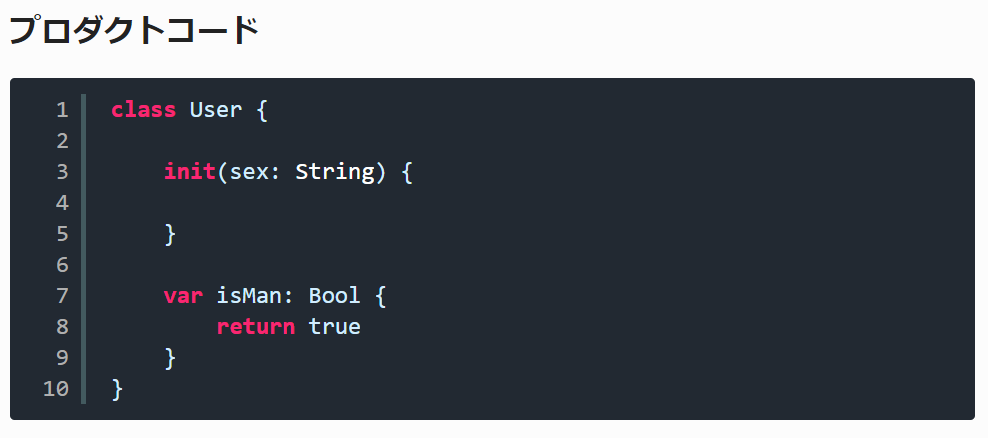 プロダクトコード
1 class User {
2
3     init(sex: String) {
4
5     }
6
7     var isMan: Bool {
8         return true
9     }
10 }